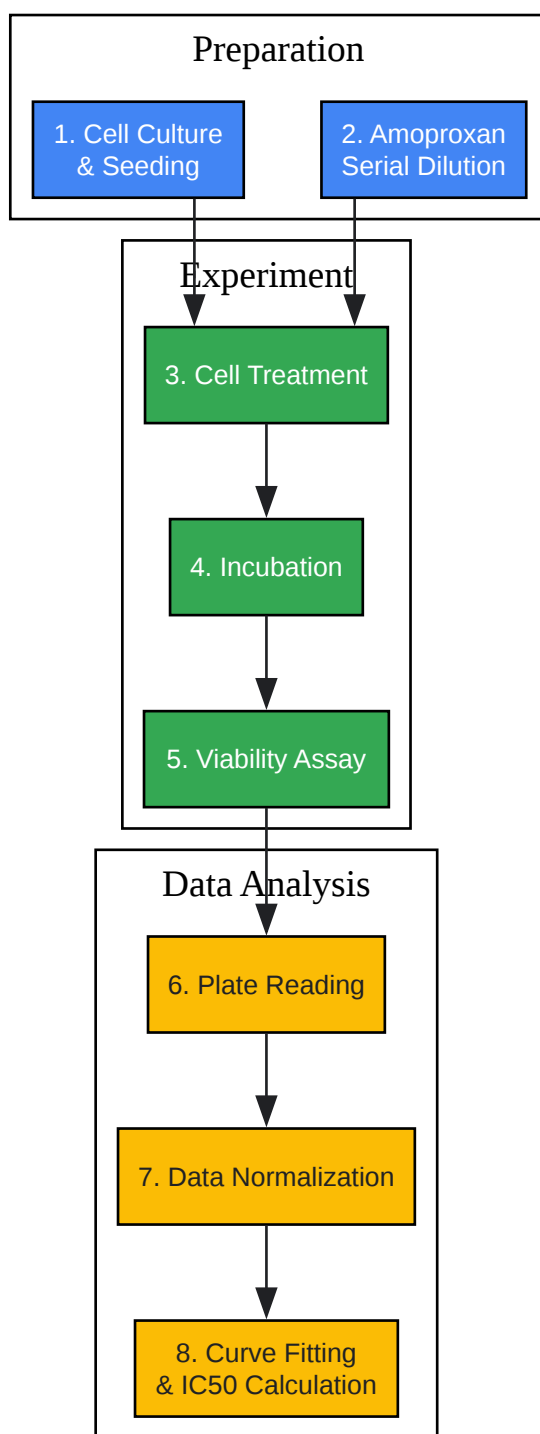 Preparation
1. Cell Culture
& Seeding
2. Amoproxan
Serial Dilution
Experiment
3. Cell Treatment
4. Incubation
5. Viability Assay
Data Analysis
6. Plate Reading
7. Data Normalization
8. Curve Fitting
& IC50 Calculation